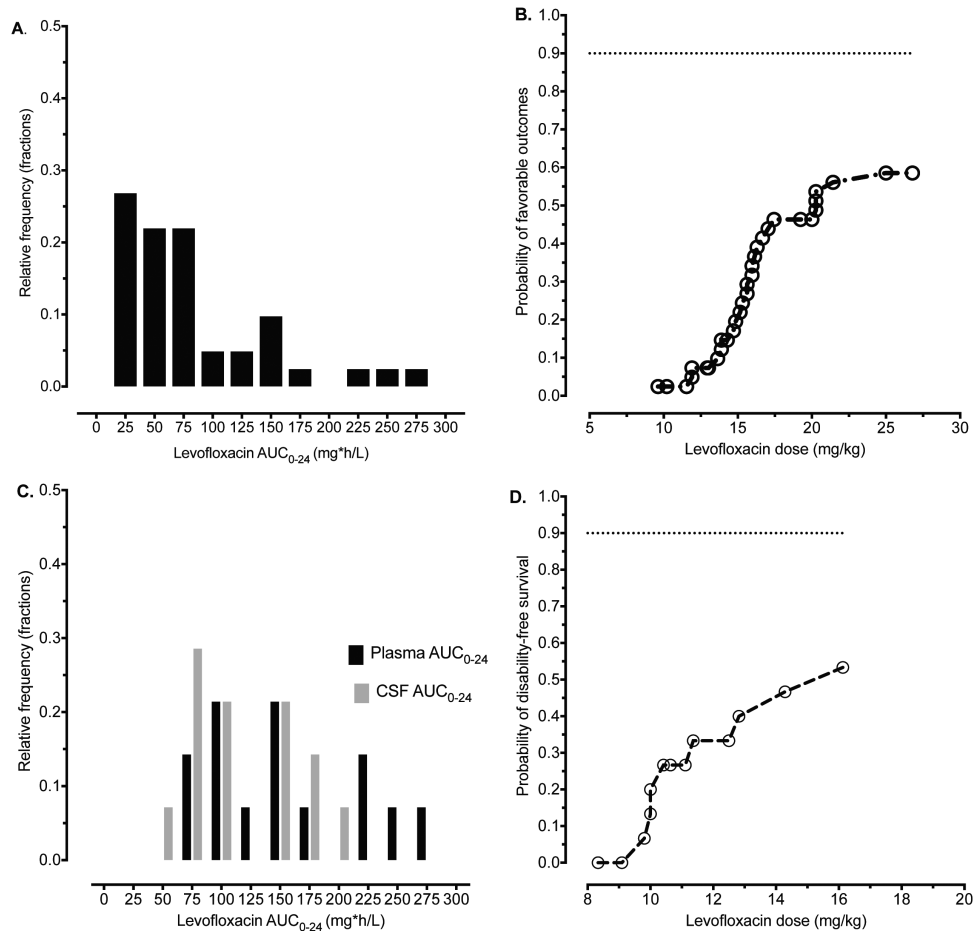 A.
Relative frequency (fractions)
0.5
0.4
0.3
0.2
0.1
0.0
0 25 50 75 100 125 150 175 200 225 250 275 300
Levofloxacin AUC0-24 (mg*h/L)
B.
Probability of favorable outcomes
1.0
0.9
0.8
0.7
0.6
0.5
0.4
0.3
0.2
0.1
0.0
5 10 15 20 25 30
Levofloxacin dose (mg/kg)
C.
Relative frequency (fractions)
0.5
0.4
0.3
0.2
0.1
0.0
Plasma AUC0-24
CSF AUC0-24
0 25 50 75 100 125 150 175 200 225 250 275 300
Levofloxacin AUC0-24 (mg*h/L)
D.
Probability of disability-free survival
1.0
0.9
0.8
0.7
0.6
0.5
0.4
0.3
0.2
0.1
0.0
8 10 12 14 16 18 20
Levofloxacin dose (mg/kg)